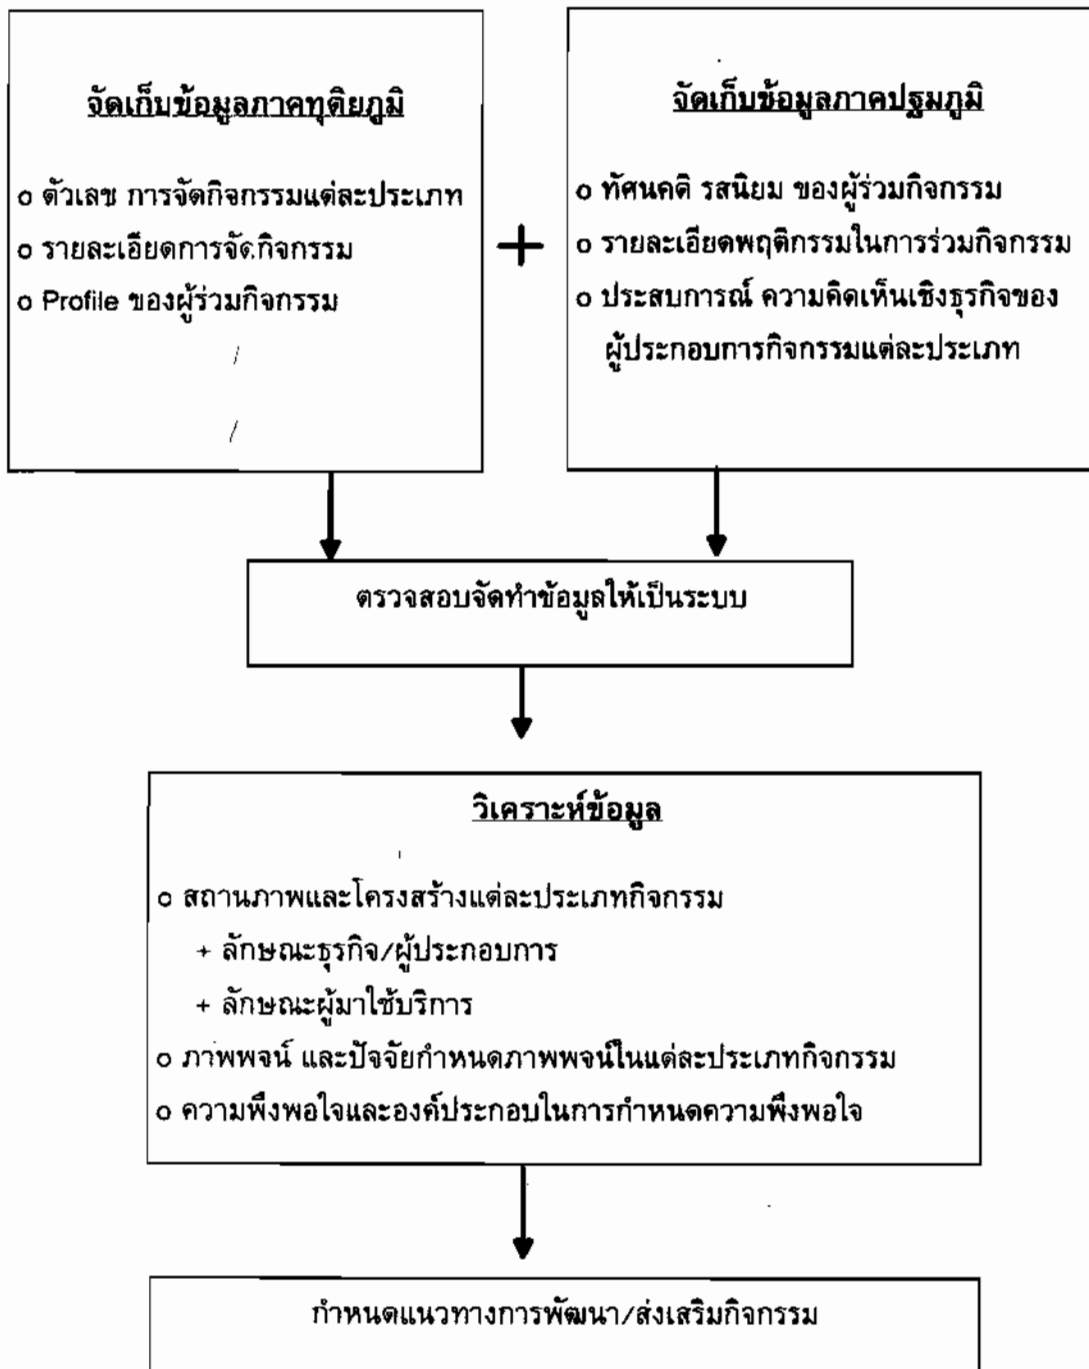 จัดเก็บข้อมูลภาคทุติยภูมิ
o ตัวเลข การจัดกิจกรรมแต่ละประเภท
o รายละเอียดการจัดกิจกรรม
o Profile ของผู้ร่วมกิจกรรม
+
จัดเก็บข้อมูลภาคปฐมภูมิ
o ทัศนคติ รสนิยม ของผู้ร่วมกิจกรรม
o รายละเอียดพฤติกรรมในการร่วมกิจกรรม
o ประสบการณ์ ความคิดเห็นเชิงธุรกิจของ
ผู้ประกอบการกิจกรรมแต่ละประเภท
ตรวจสอบจัดทำข้อมูลให้เป็นระบบ
วิเคราะห์ข้อมูล
o สถานภาพและโครงสร้างแต่ละประเภทกิจกรรม
+ ลักษณะธุรกิจ/ผู้ประกอบการ
+ ลักษณะผู้มาใช้บริการ
o ภาพพจน์ และปัจจัยกำหนดภาพพจน์ในแต่ละประเภทกิจกรรม
o ความพึงพอใจและองค์ประกอบในการกำหนดความพึงพอใจ
กำหนดแนวทางการพัฒนา/ส่งเสริมกิจกรรม